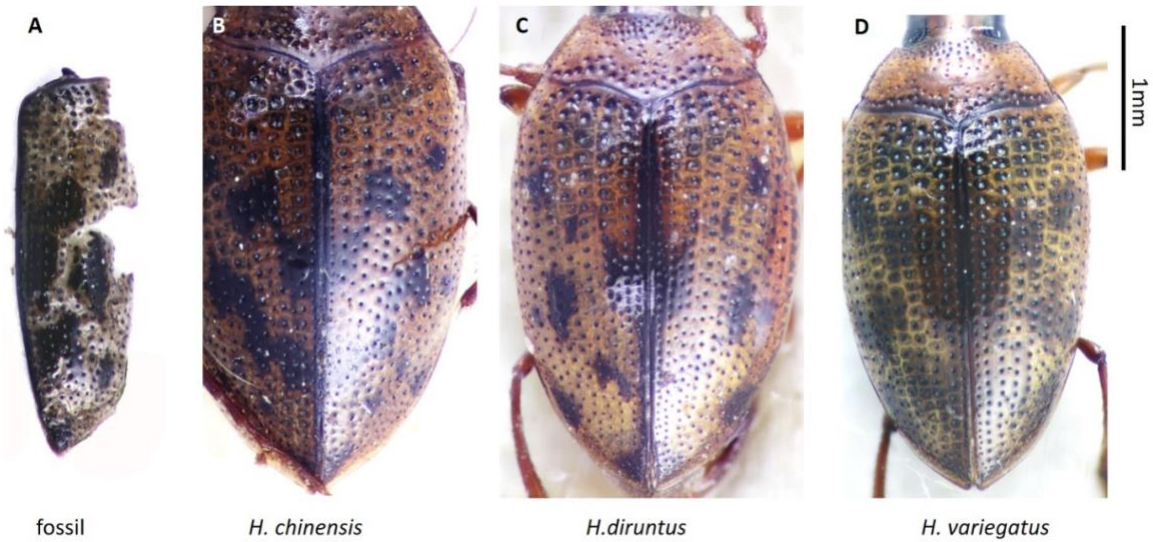 A
B
C
D
1mm
fossil
H. chinensis
H.diruntus
H. variegatus